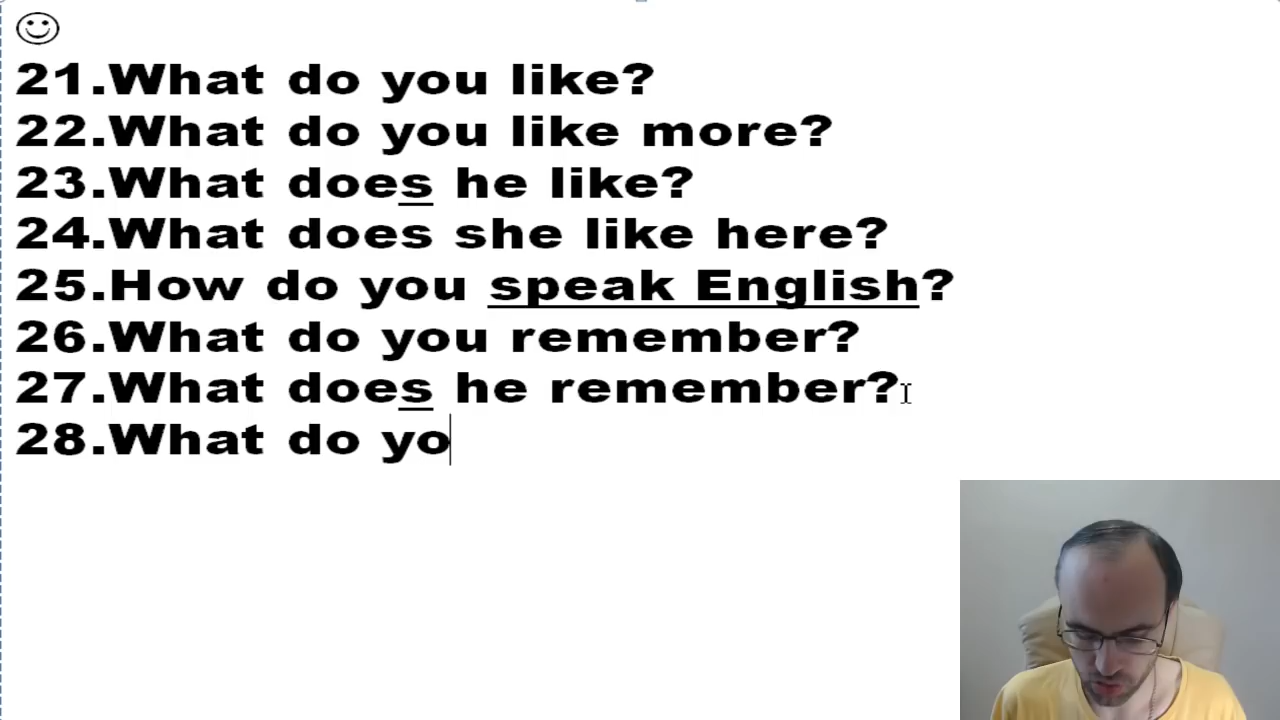 21.What do you like?
22.What do you like more?
23.What does he like?
24.What does she like here?
25.How do you speak English?
26.What do you remember?
27.What does he remember?
28.What do yo